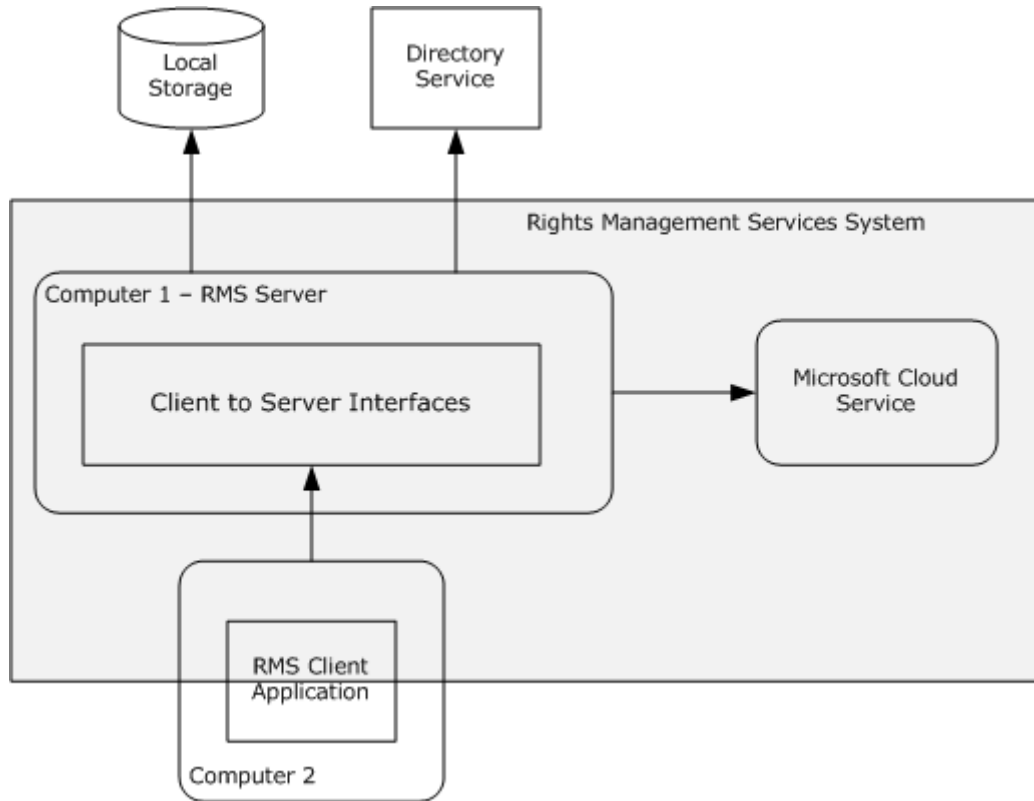 Local
Storage
Directory
Service
Rights Management Services System
Computer 1 – RMS Server
Client to Server Interfaces
Microsoft Cloud
Service
RMS Client
Application
Computer 2